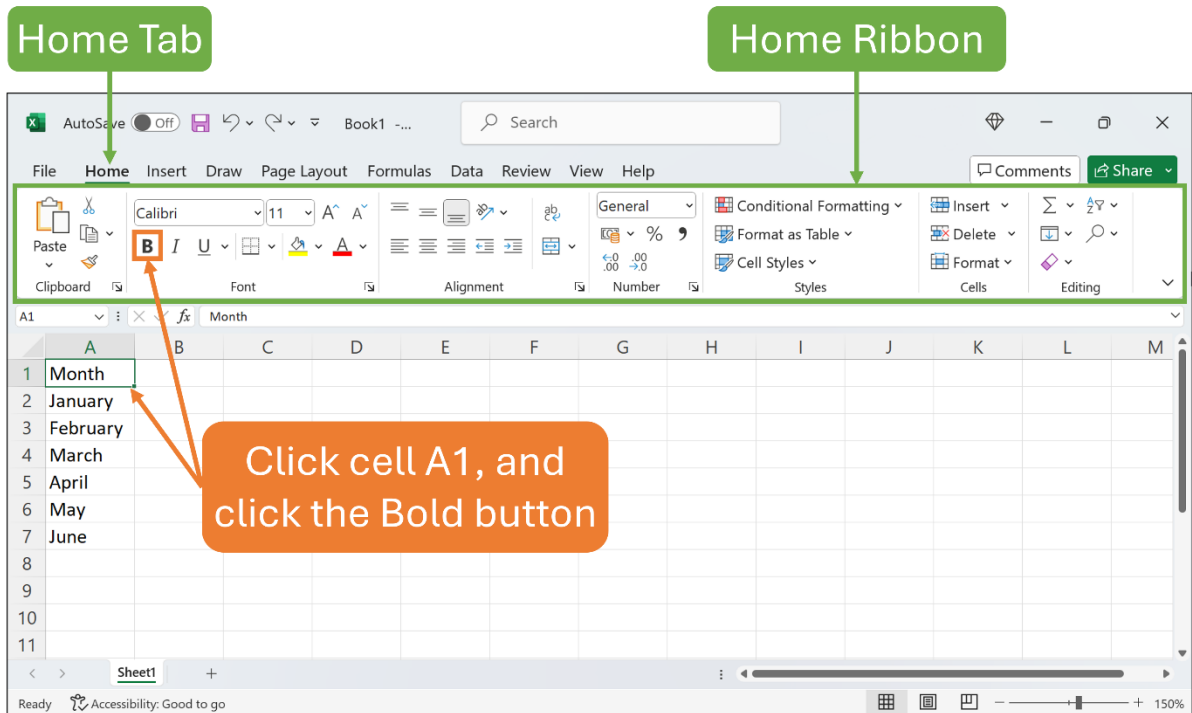 Home Tab
Home Ribbon
AutoSave Off Book1 -... Search
File Home Insert Draw Page Layout Formulas Data Review View Help Comments Share
Calibri 11 A A ab General Conditional Formatting Insert
Paste B I U A % Format as Table Delete
.00 .00 Cell Styles Format
Clipboard Font Alignment Number Styles Cells Editing
A1 fx Month
A B C D E F G H I J K L M
1 Month
2 January
3 February
4 March
5 April
6 May
7 June
8
9
10
11
Click cell A1, and
click the Bold button
Sheet1 +
Ready Accessibility: Good to go 150%